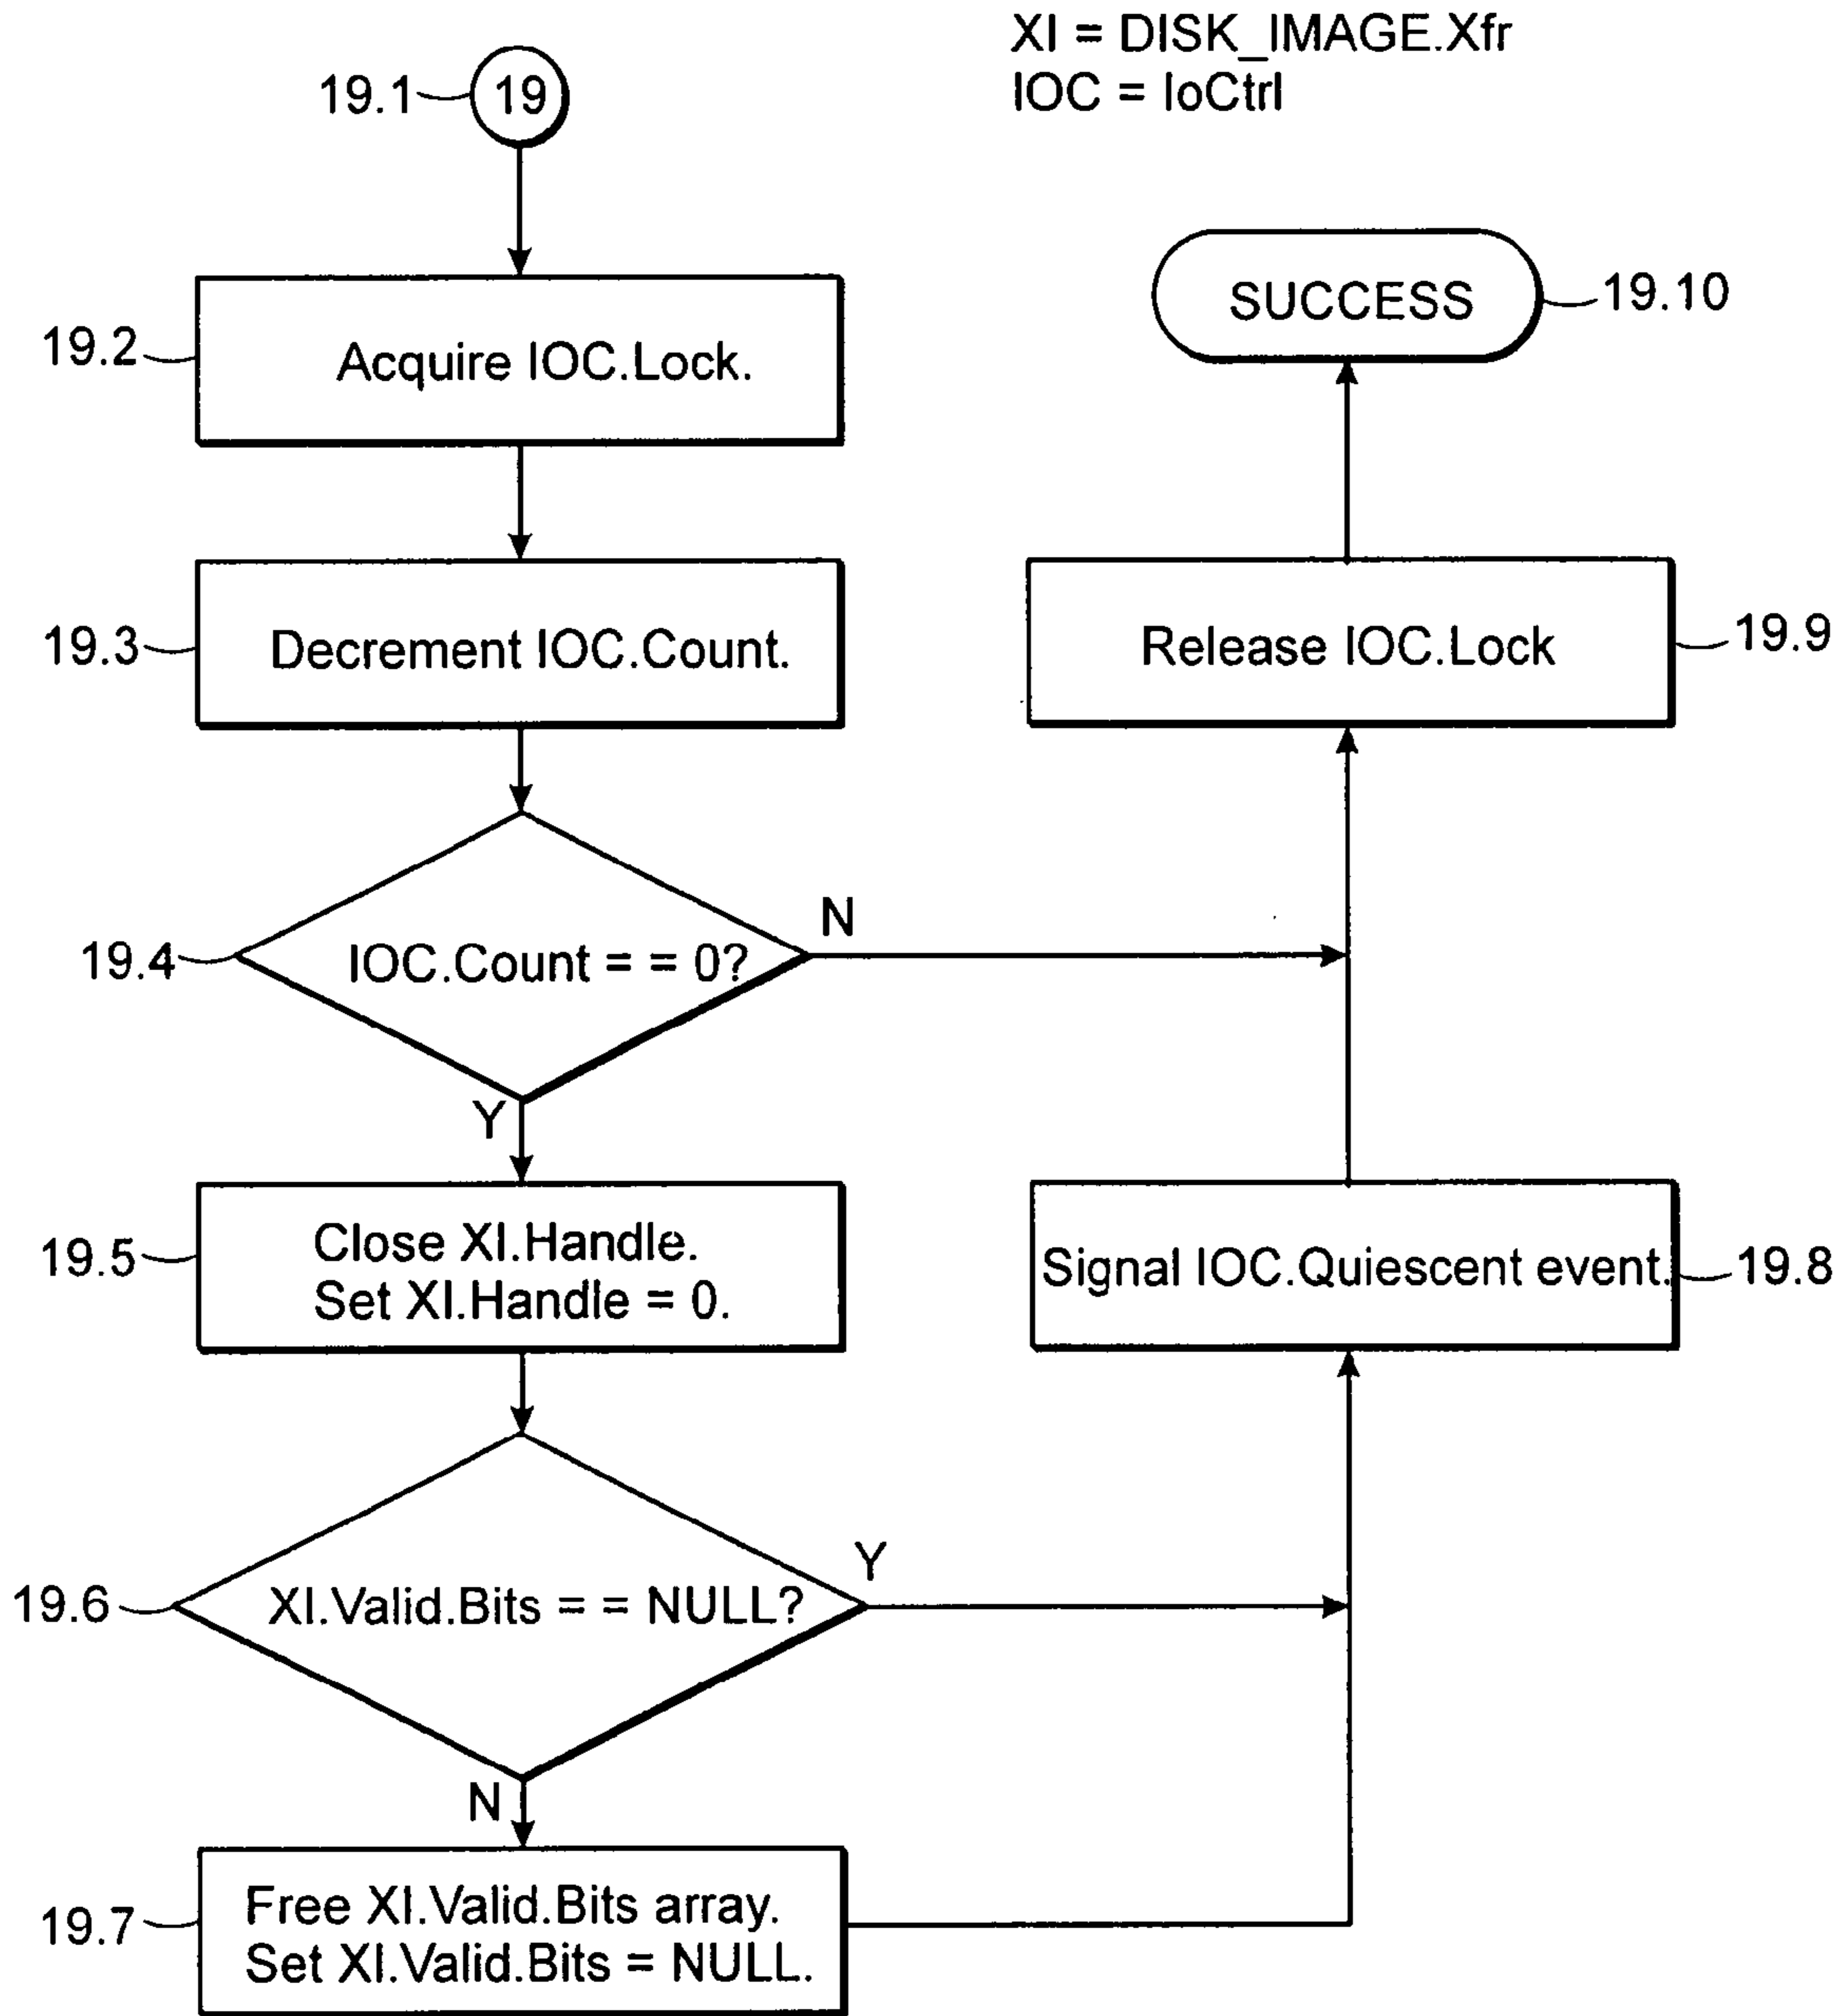 XI = DISK_IMAGE.Xfr
IOC = IoCtrl
19.1
19
19.2
Acquire IOC.Lock.
19.3
Decrement IOC.Count.
19.4
IOC.Count = = 0?
N
Y
19.5
Close XI.Handle.
Set XI.Handle = 0.
19.6
XI.Valid.Bits = = NULL?
Y
N
19.7
Free XI.Valid.Bits array.
Set XI.Valid.Bits = NULL.
Signal IOC.Quiescent event.
19.8
Release IOC.Lock
19.9
SUCCESS
19.10